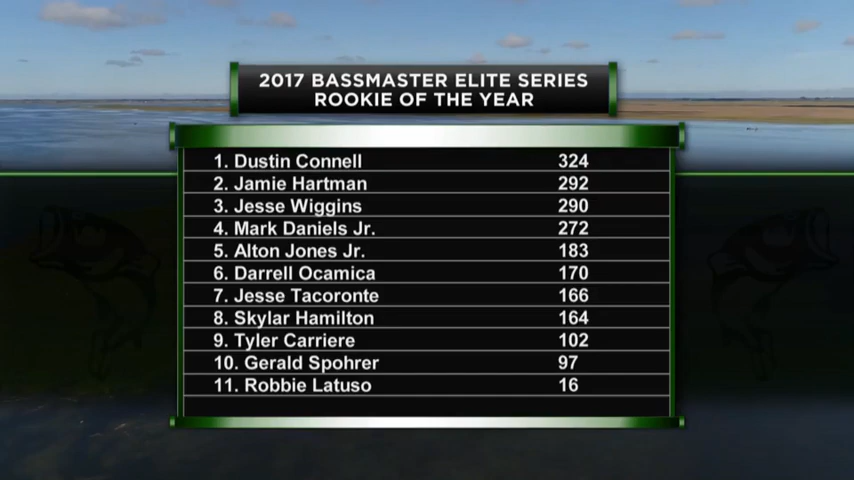 2017 BASSMASTER ELITE SERIES
ROOKIE OF THE YEAR
1. Dustin Connell 324
2. Jamie Hartman 292
3. Jesse Wiggins 290
4. Mark Daniels Jr. 272
5. Alton Jones Jr. 183
6. Darrell Ocamica 170
7. Jesse Tacoronte 166
8. Skylar Hamilton 164
9. Tyler Carriere 102
10. Gerald Spohrer 97
11. Robbie Latuso 16